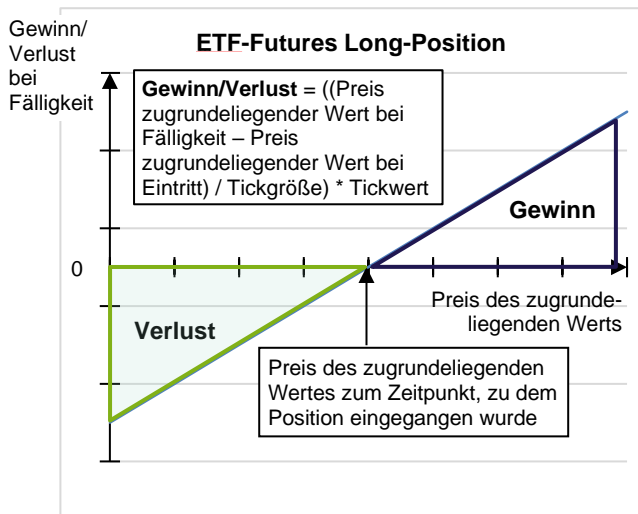 Gewinn/
Verlust
bei
Fälligkeit
ETF-Futures Long-Position
Gewinn/Verlust = ((Preis
zugrundeliegender Wert bei
Fälligkeit – Preis
zugrundeliegender Wert bei
Eintritt) / Tickgröße) * Tickwert
Gewinn
0
Preis des zugrunde-
liegenden Werts
Verlust
Preis des zugrundeliegenden
Wertes zum Zeitpunkt, zu dem
Position eingegangen wurde